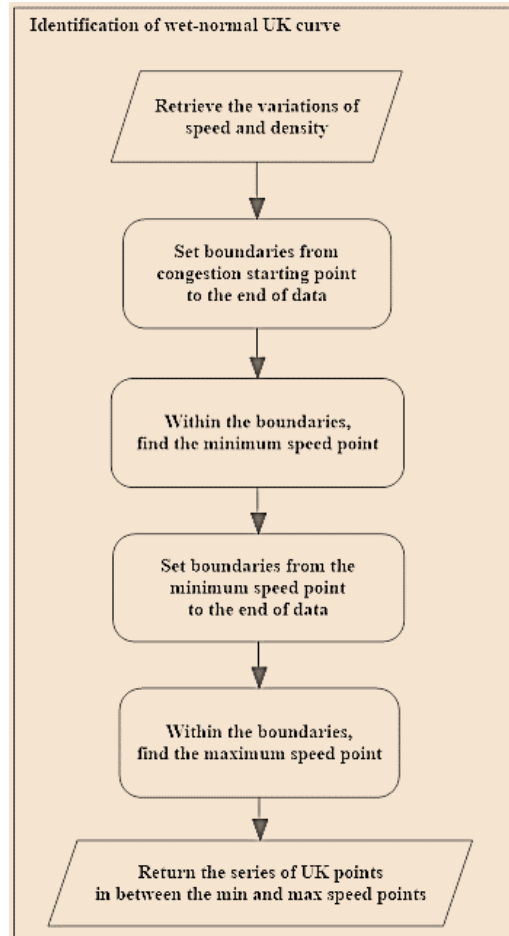 Identification of wet-normal UK curve
Retrieve the variations of
speed and density
Set boundaries from
congestion starting point
to the end of data
Within the boundaries,
find the minimum speed point
Set boundaries from the
minimum speed point
to the end of data
Within the boundaries,
find the maximum speed point
Return the series of UK points
in between the min and max speed points